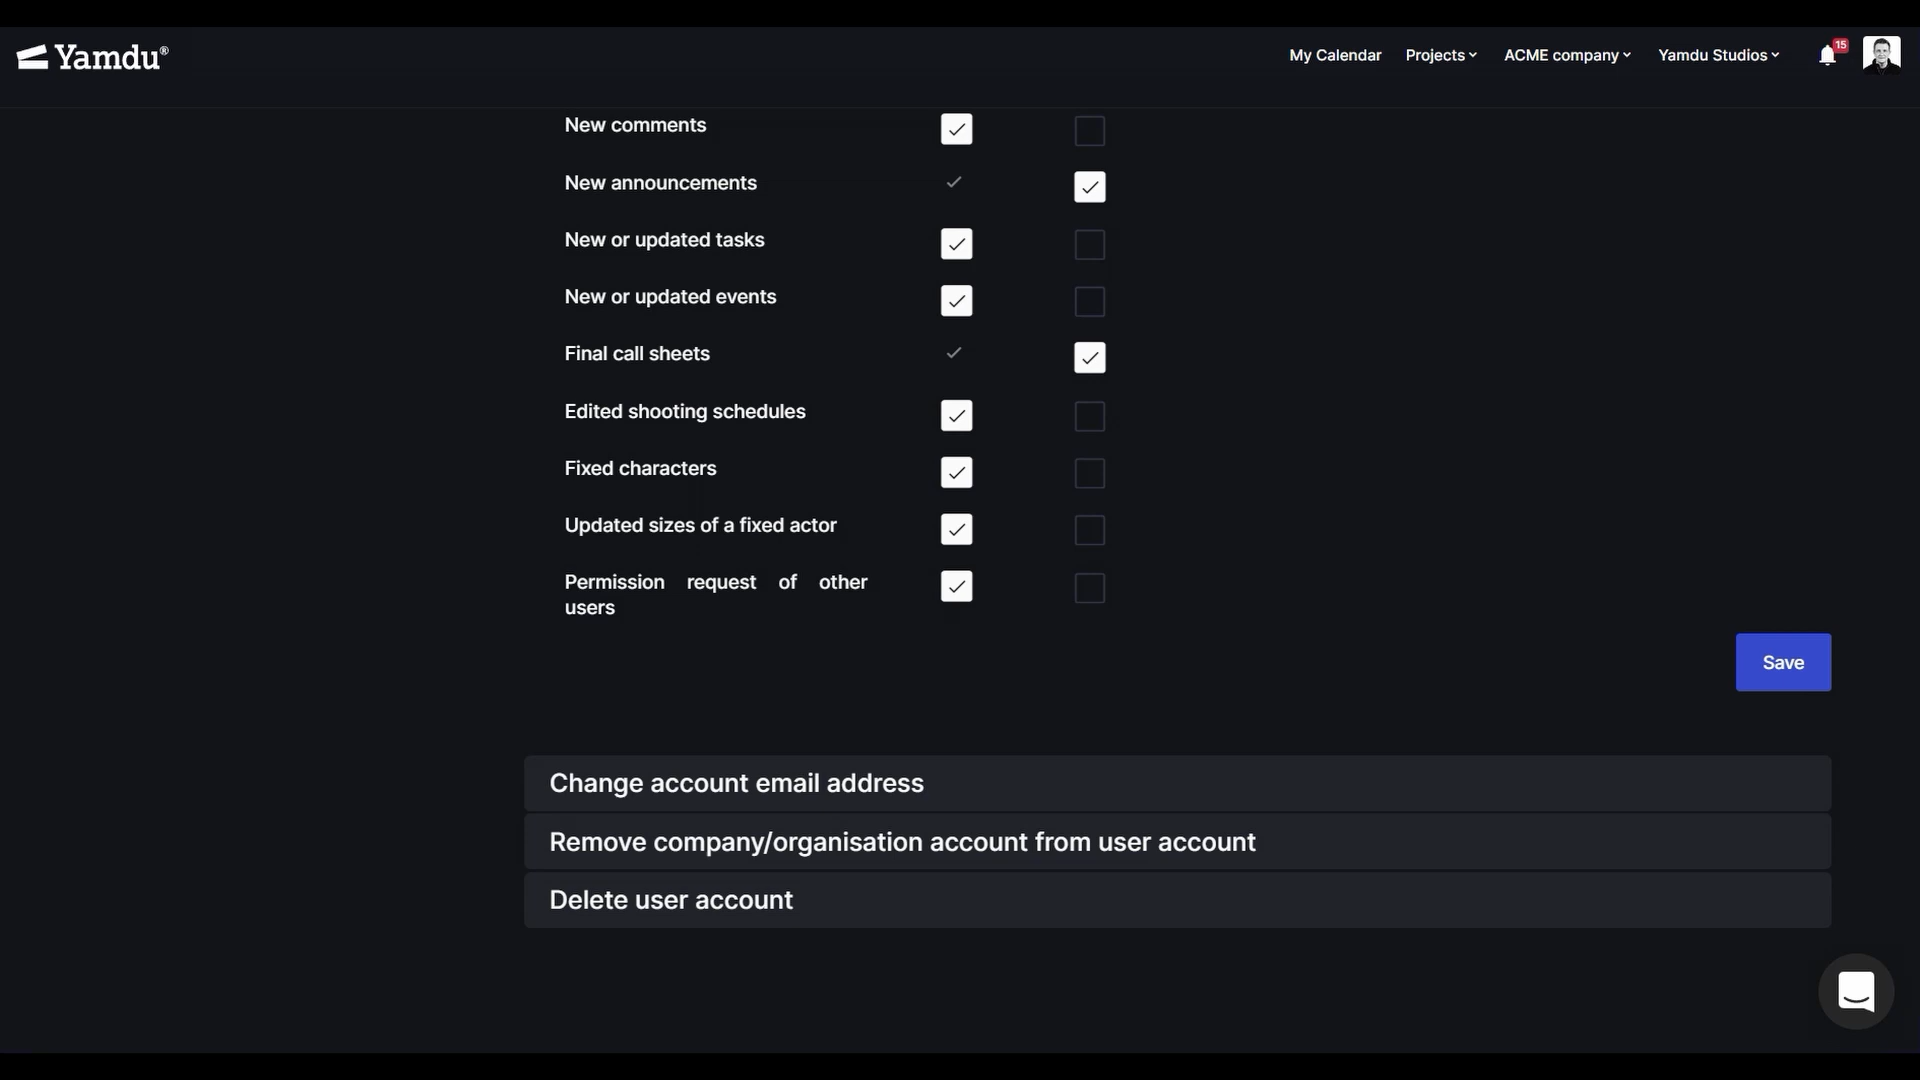 Yamdu®
My Calendar Projects ACME company Yamdu Studios 15
New comments
New announcements
New or updated tasks
New or updated events
Final call sheets
Edited shooting schedules
Fixed characters
Updated sizes of a fixed actor
Permission request of other
users
Save
Change account email address
Remove company/organisation account from user account
Delete user account